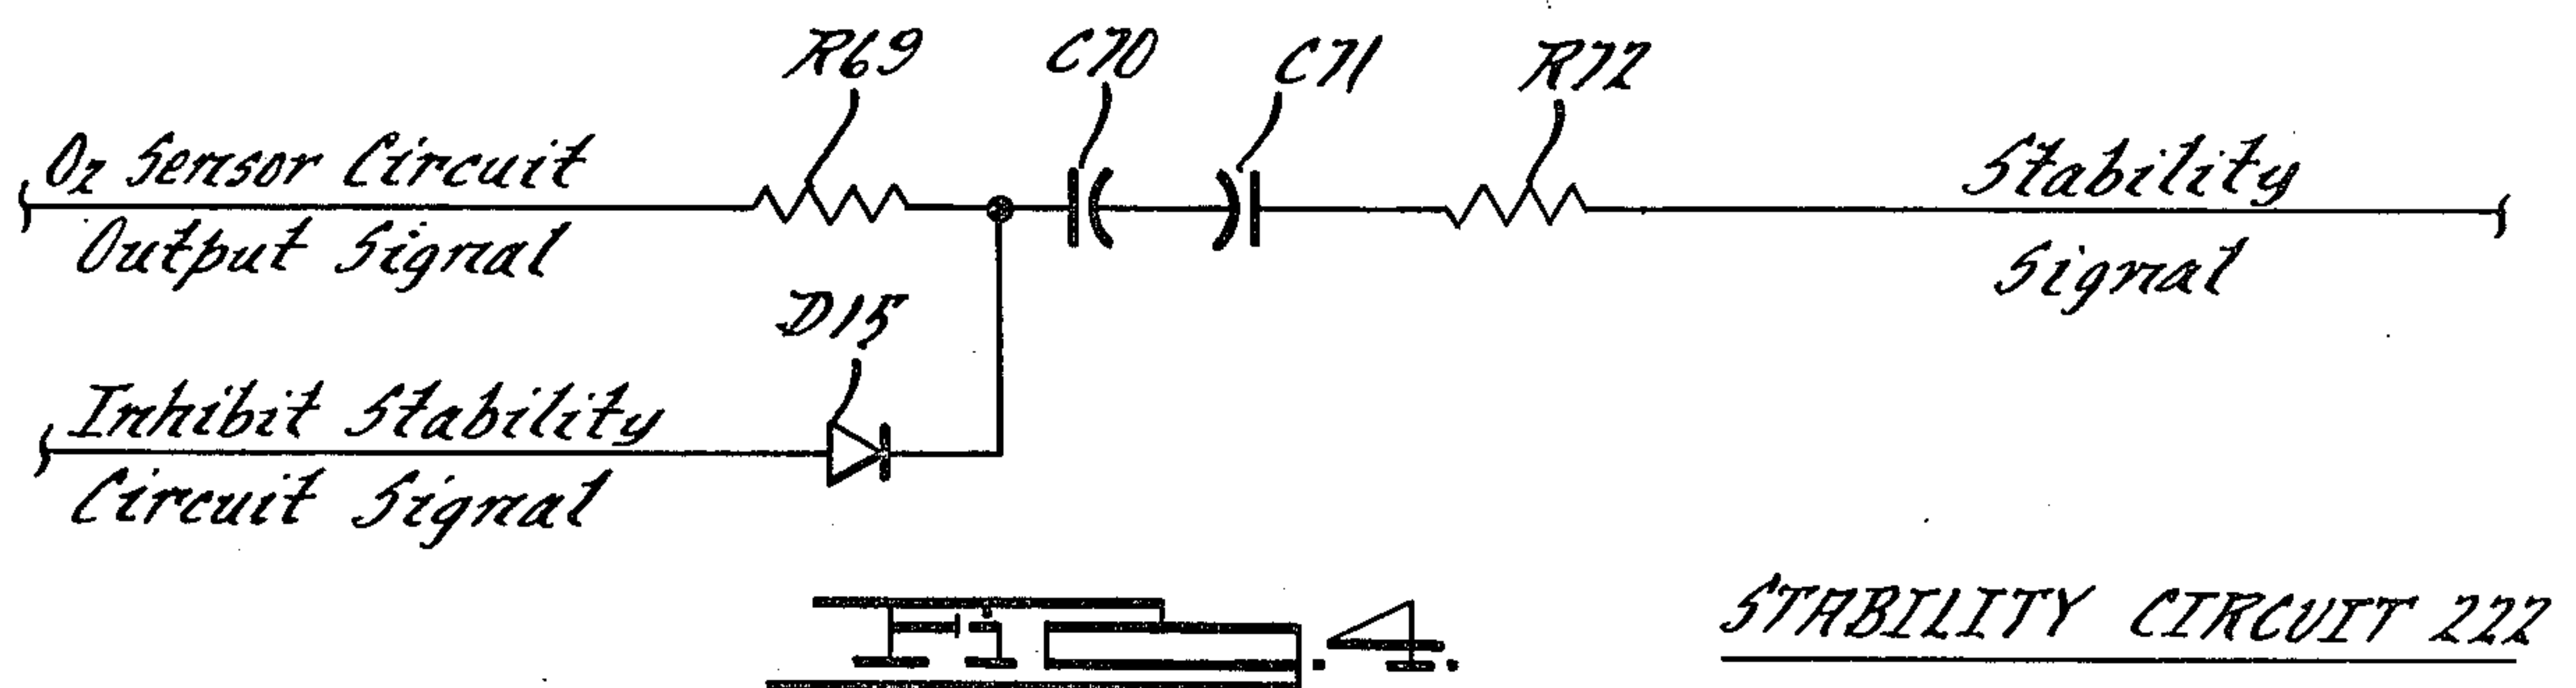 R69 C70 C71 R72
O2 Sensor Circuit
Output Signal
Stability
Signal
D15
Inhibit Stability
Circuit Signal
Fig. 4.
STABILITY CIRCUIT 222